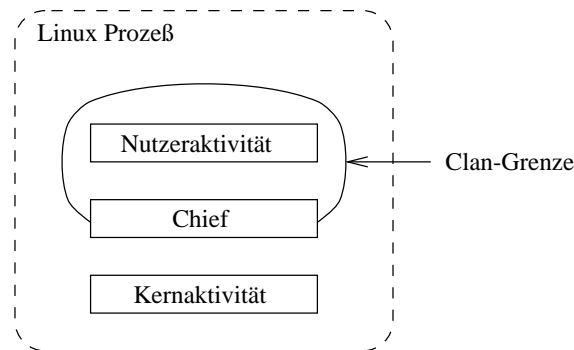 Linux Prozeß
Nutzeraktivität
Clan-Grenze
Chief
Kernaktivität